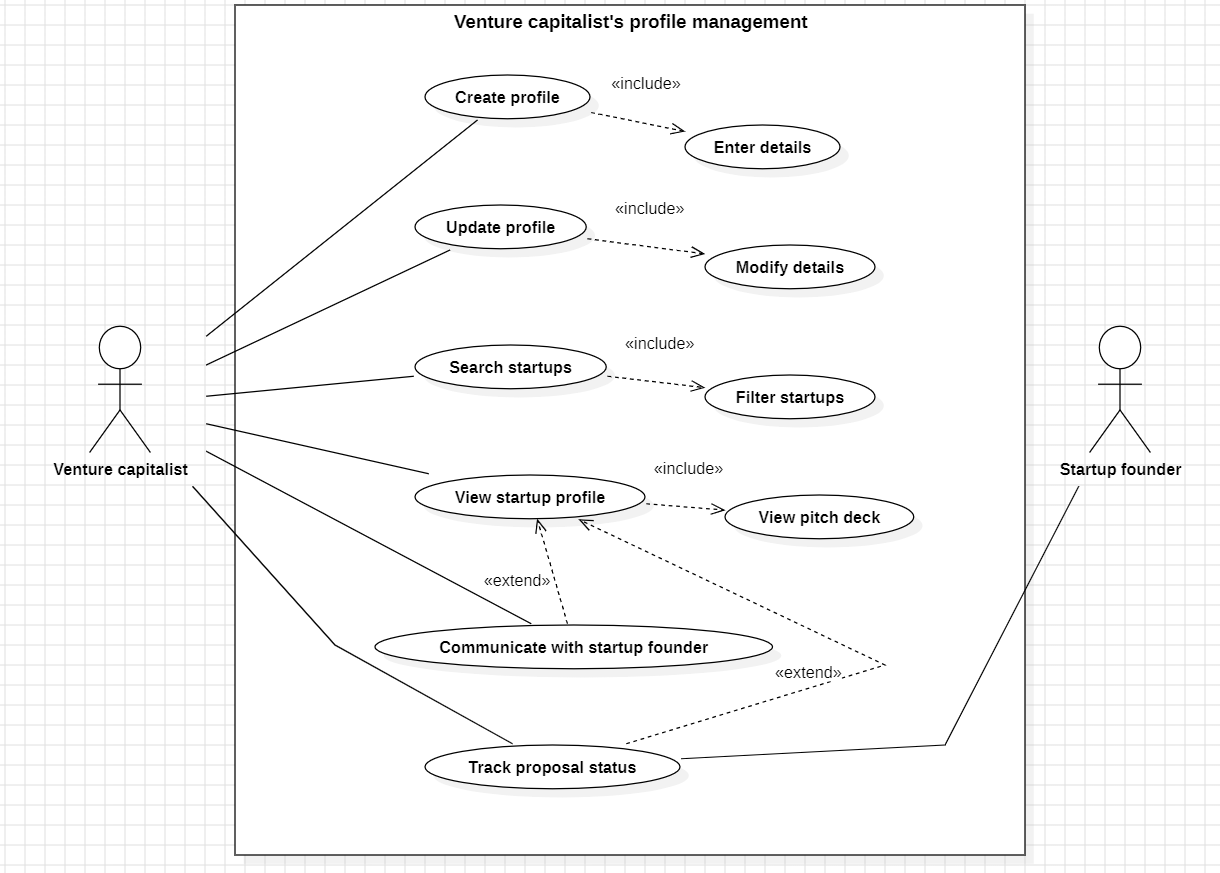 Venture capitalist's profile management
Create profile
«include»
Enter details
Update profile
«include»
Modify details
Search startups
«include»
Filter startups
Venture capitalist
Startup founder
View startup profile
«include»
View pitch deck
«extend»
Communicate with startup founder
«extend»
Track proposal status